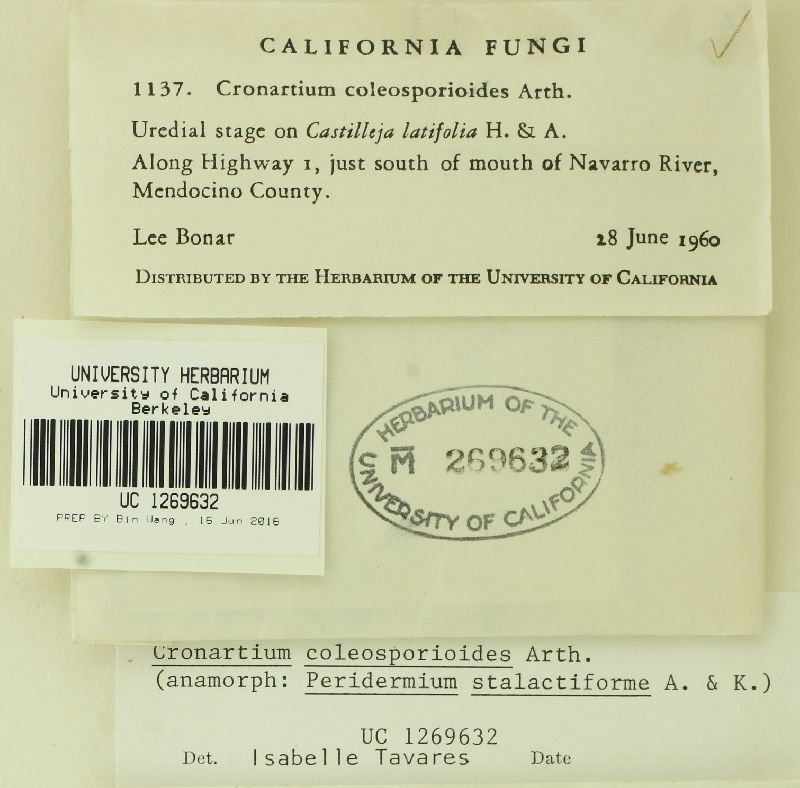 CALIFORNIA FUNGI
1137. Cronartium coleosporioides Arth.
Uredial stage on Castilleja latifolia H. & A.
Along Highway 1, just south of mouth of Navarro River,
Mendocino County.
Lee Bonar 28 June 1960
DISTRIBUTED BY THE HERBARIUM OF THE UNIVERSITY OF CALIFORNIA
UNIVERSITY HERBARIUM
University of California
Berkeley
UC 1269632
PREP BY Bin Wang , 16 Jun 2016
HERBARIUM OF THE
M̅ 269632
UNIVERSITY OF CALIFORNIA
Cronartium coleosporioides Arth.
(anamorph: Peridermium stalactiforme A. & K.)
UC 1269632
Det. Isabelle Tavares Date